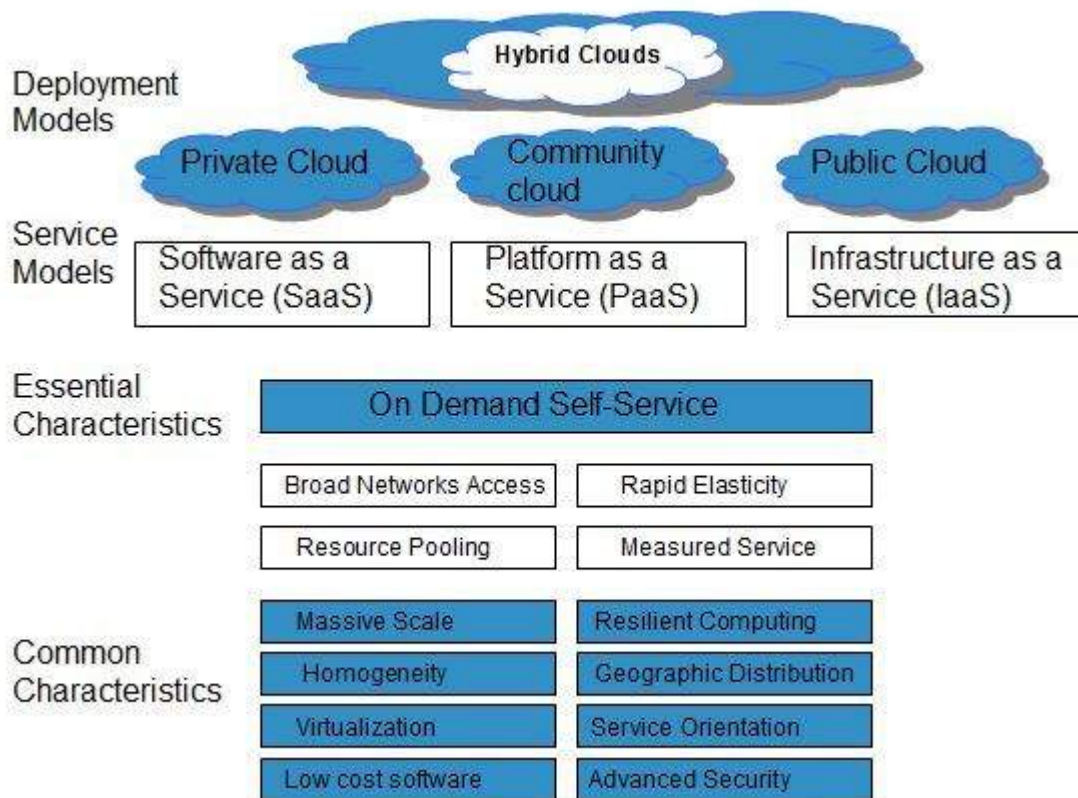 Hybrid Clouds
Deployment
Models
Private Cloud
Community
cloud
Public Cloud
Service
Models
Software as a
Service (SaaS)
Platform as a
Service (PaaS)
Infrastructure as a
Service (IaaS)
Essential
Characteristics
On Demand Self-Service
Broad Networks Access
Rapid Elasticity
Resource Pooling
Measured Service
Common
Characteristics
Massive Scale
Resilient Computing
Homogeneity
Geographic Distribution
Virtualization
Service Orientation
Low cost software
Advanced Security